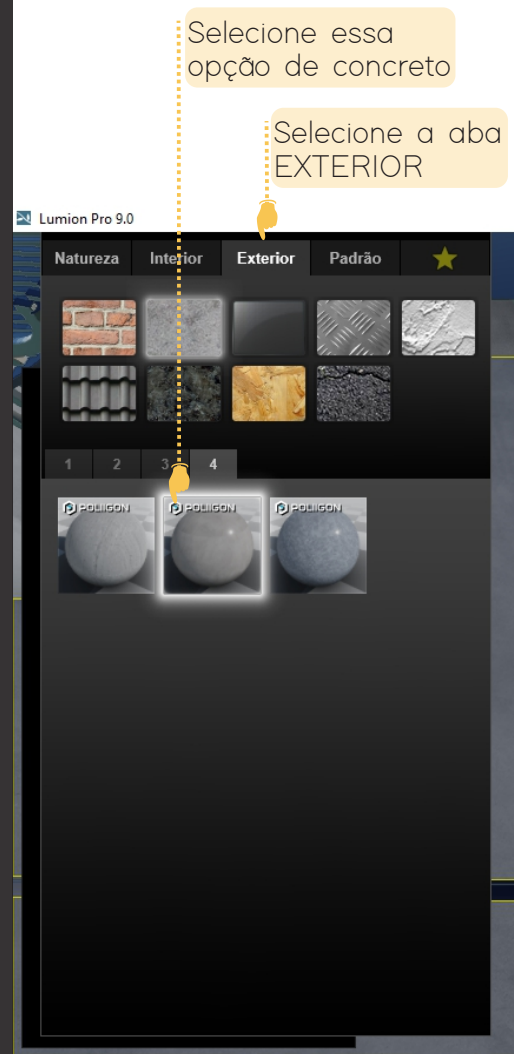 Selecione essa
opção de concreto
Selecione a aba
EXTERIOR
Lumion Pro 9.0
Natureza Interior Exterior Padrão
1 2 3 4
POLIIGON POLIIGON POLIIGON